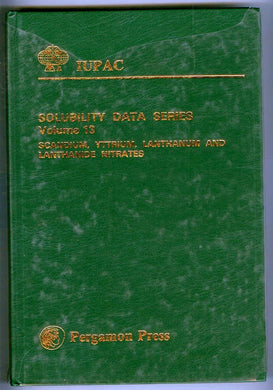 IUPAC
SOLUBILITY DATA SERIES
Volume 13
SCANDIUM, YTTRIUM, LANTHANUM AND
LANTHANIDE NITRATES
Pergamon Press